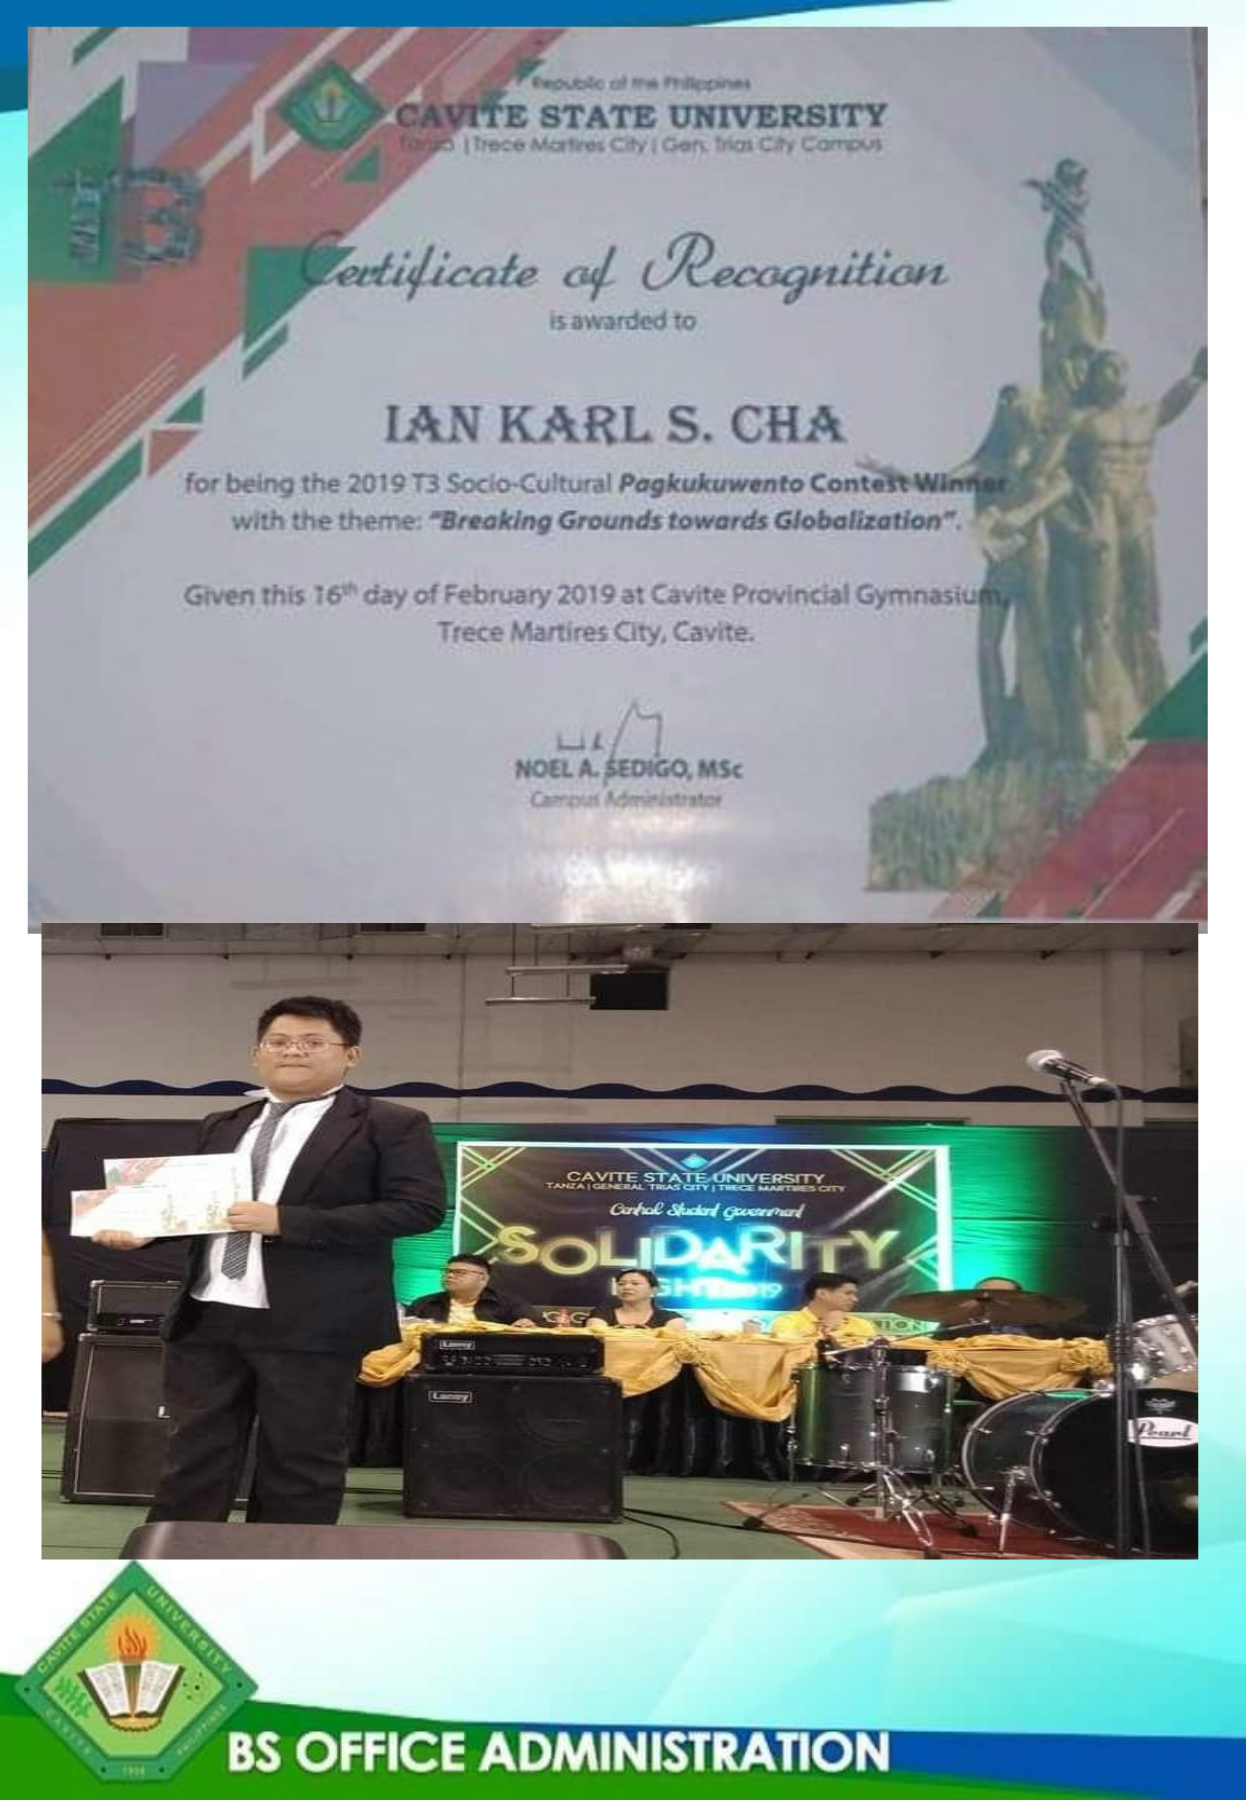 Republic of the Philippines
CAVITE STATE UNIVERSITY
Tanza | Trece Martires City | Gen. Trias City Campus
T3
Certificate of Recognition
is awarded to
IAN KARL S. CHA
for being the 2019 T3 Socio-Cultural Pagkukuwento Contest Winner
with the theme: "Breaking Grounds towards Globalization".
Given this 16th day of February 2019 at Cavite Provincial Gymnasium,
Trece Martires City, Cavite.
NOEL A. SEDIGO, MSc
Campus Administrator
CAVITE STATE UNIVERSITY
TANZA | GENERAL TRIAS CITY | TRECE MARTIRES CITY
Central Student Government
SOLIDARITY
Laney
Laney
Pearl
CAVITE STATE UNIVERSITY
CAVITE PHILIPPINES
1906
BS OFFICE ADMINISTRATION